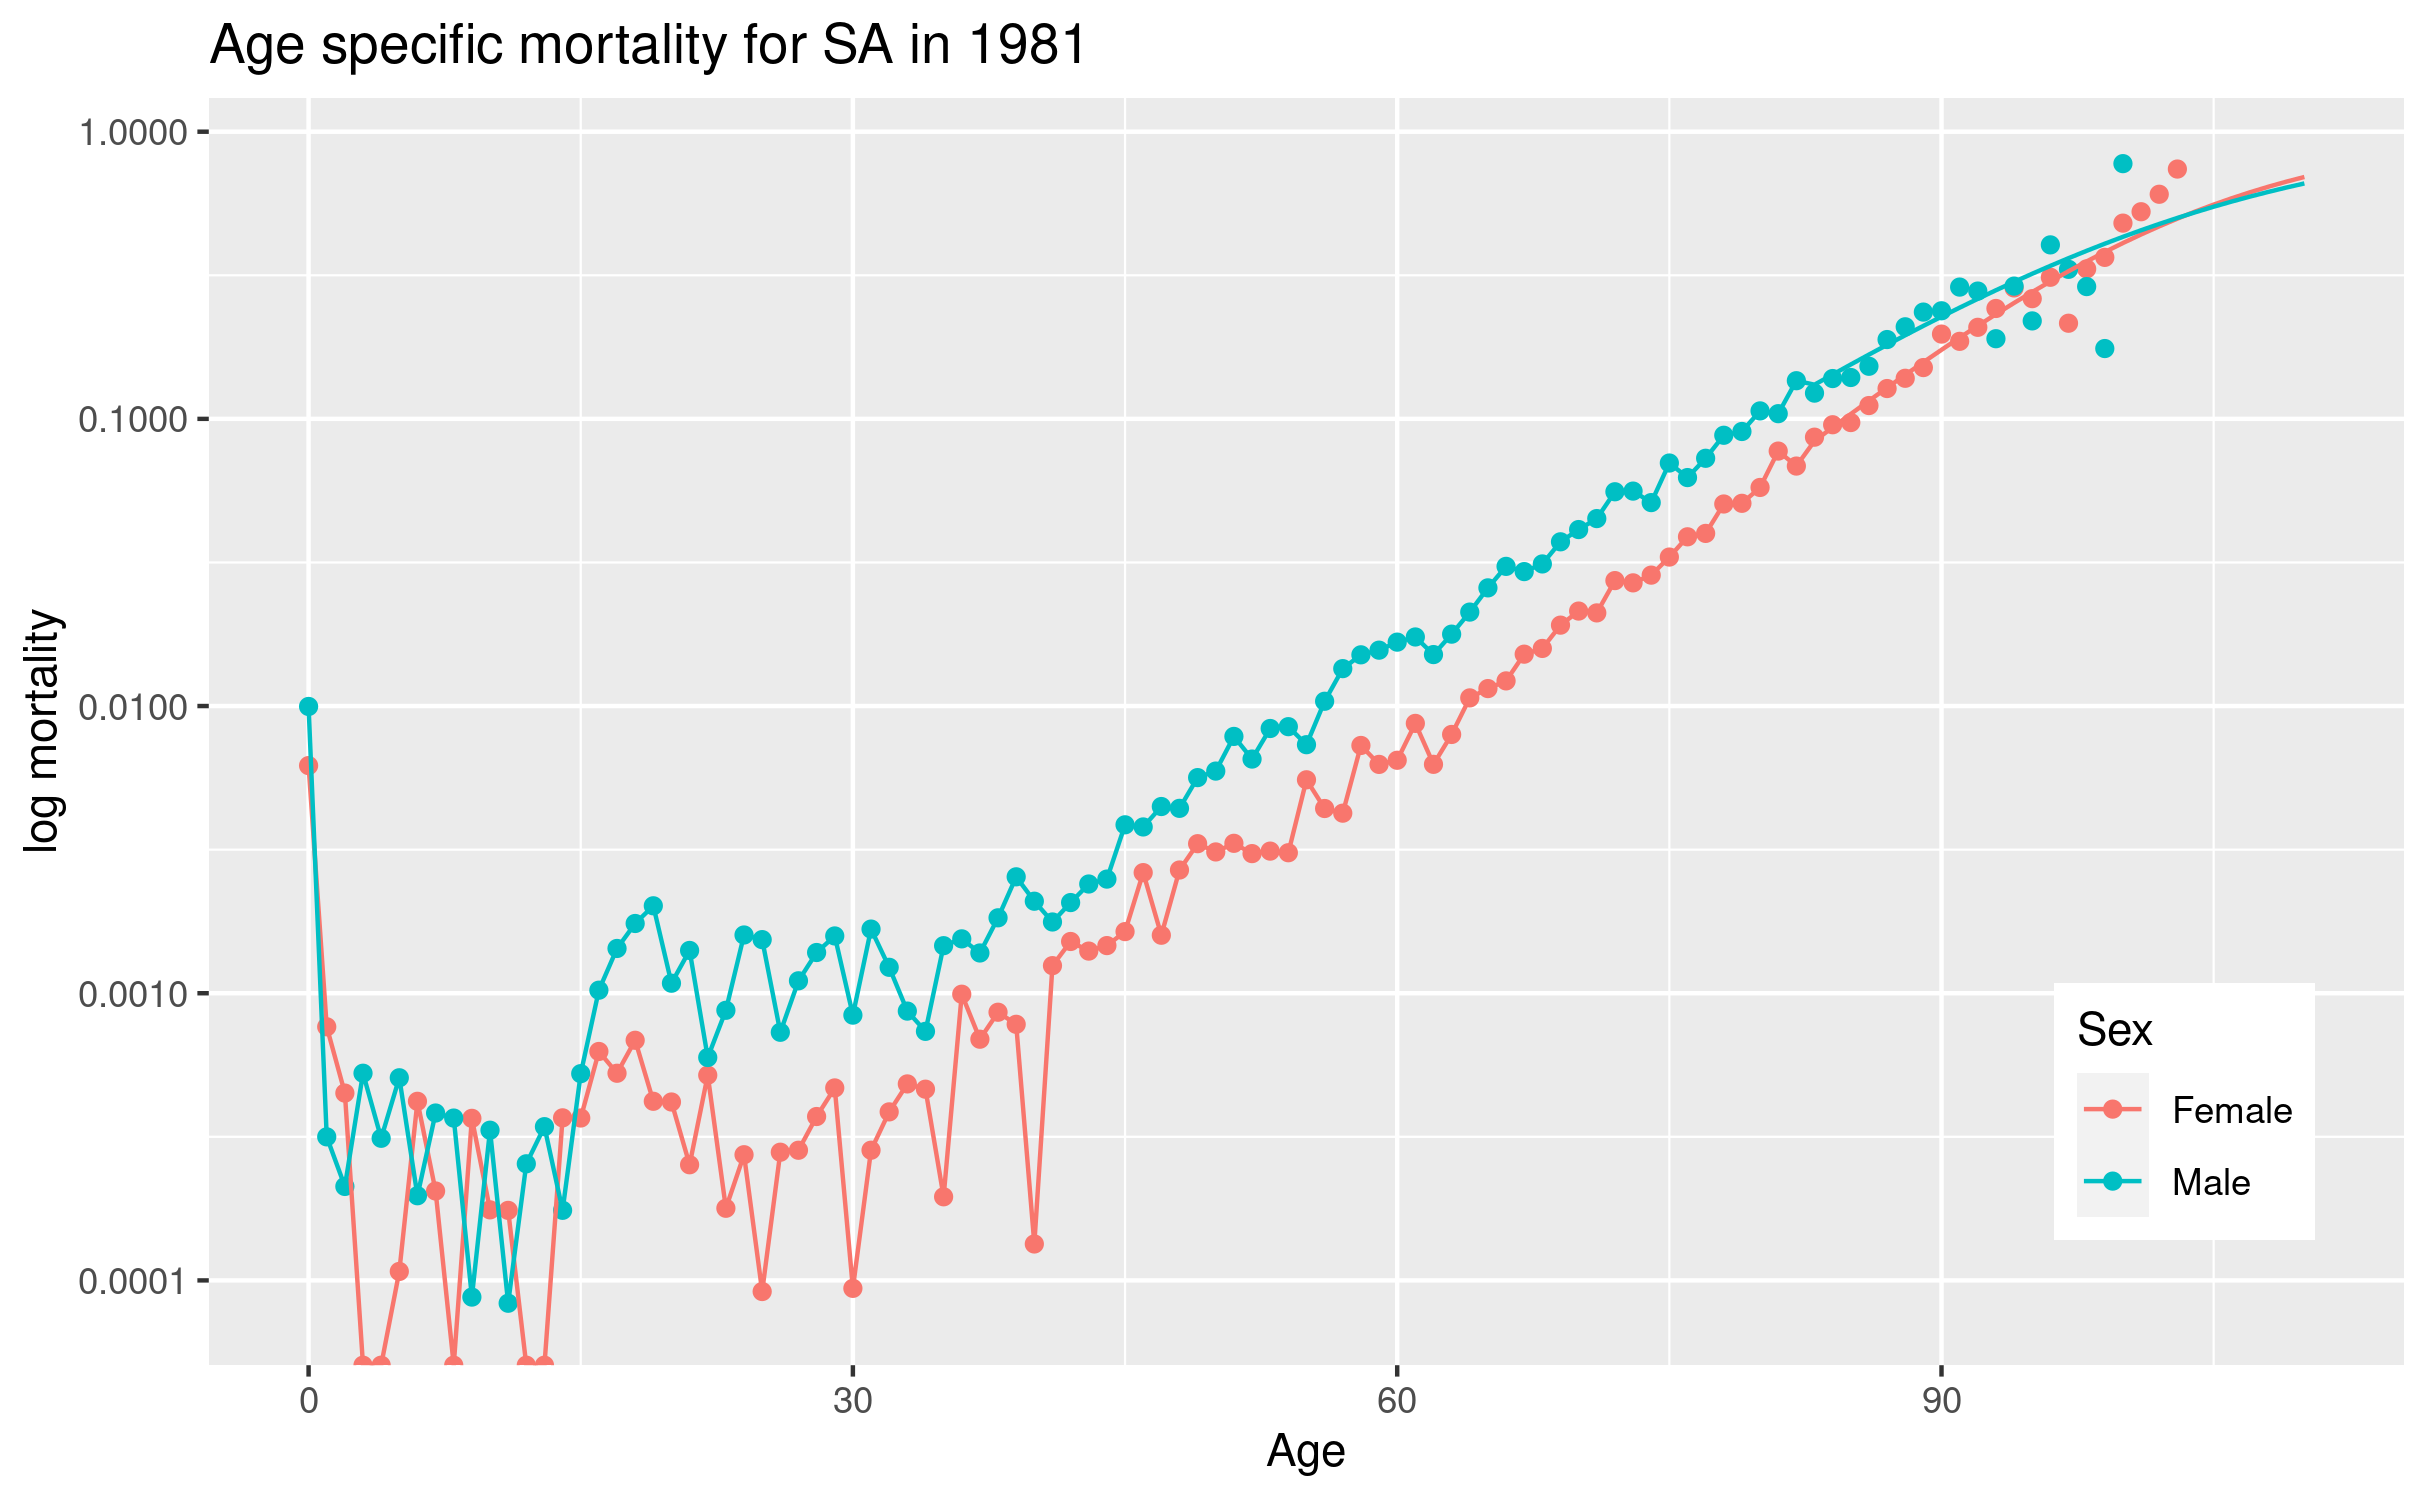 Age specific mortality for SA in 1981
1.0000
0.1000
0.0100
0.0010
0.0001
log mortality
0
30
60
90
Age
Sex
Female
Male